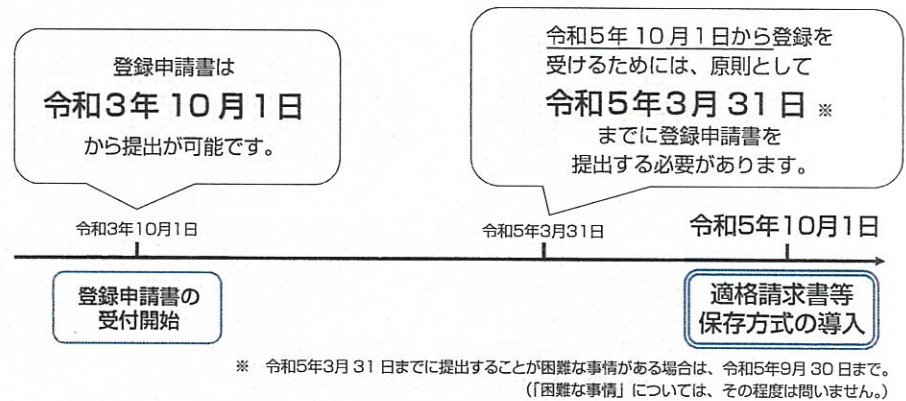 登録申請書は
令和3年 10月1日
から提出が可能です。
令和5年 10月1日から登録を
受けるためには、原則として
令和5年3月 31日 ※
までに登録申請書を
提出する必要があります。
令和3年10月1日
令和5年3月31日
令和5年10月1日
登録申請書の
受付開始
適格請求書等
保存方式の導入
※ 令和5年3月 31 日までに提出することが困難な事情がある場合は、令和5年9月 30 日まで。
(「困難な事情」については、その程度は問いません。)